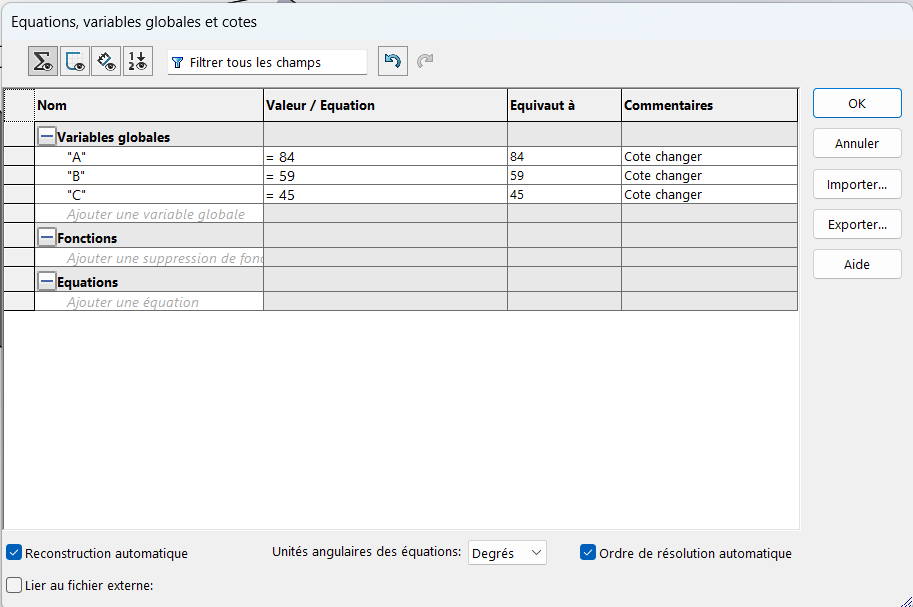 Equations, variables globales et cotes
Filtrer tous les champs
Nom Valeur / Equation Equivaut à Commentaires
Variables globales
"A" = 84 84 Cote changer
"B" = 59 59 Cote changer
"C" = 45 45 Cote changer
Ajouter une variable globale
Fonctions
Ajouter une suppression de fonc
Equations
Ajouter une équation
OK
Annuler
Importer...
Exporter...
Aide
Reconstruction automatique Unités angulaires des équations: Degrés Ordre de résolution automatique
Lier au fichier externe: